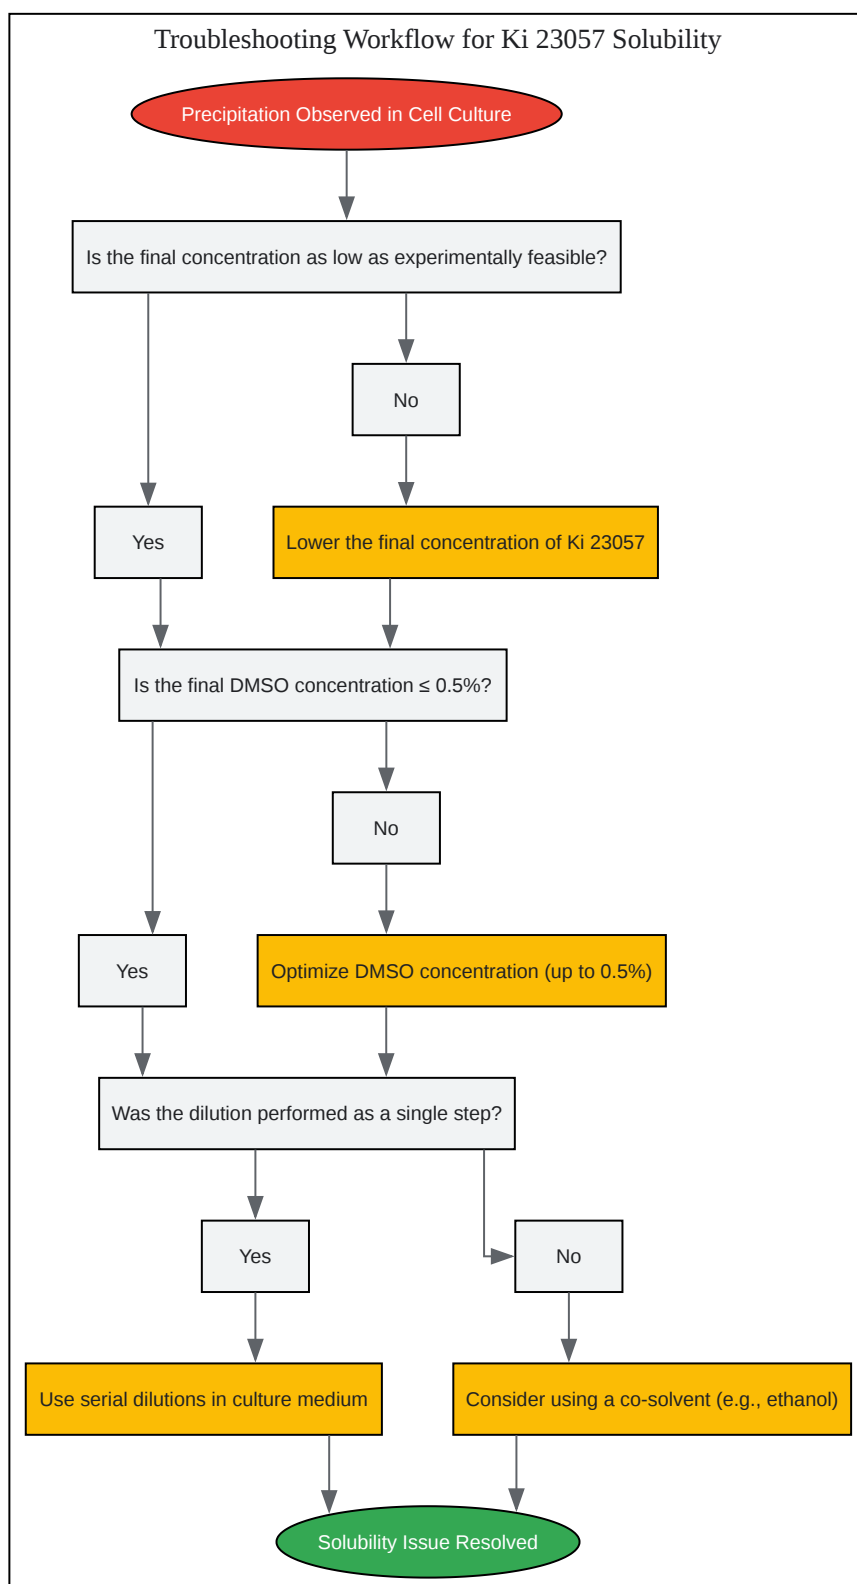 Troubleshooting Workflow for Ki 23057 Solubility
Precipitation Observed in Cell Culture
Is the final concentration as low as experimentally feasible?
No
Yes
Lower the final concentration of Ki 23057
Is the final DMSO concentration ≤ 0.5%?
No
Yes
Optimize DMSO concentration (up to 0.5%)
Was the dilution performed as a single step?
Yes
No
Use serial dilutions in culture medium
Consider using a co-solvent (e.g., ethanol)
Solubility Issue Resolved